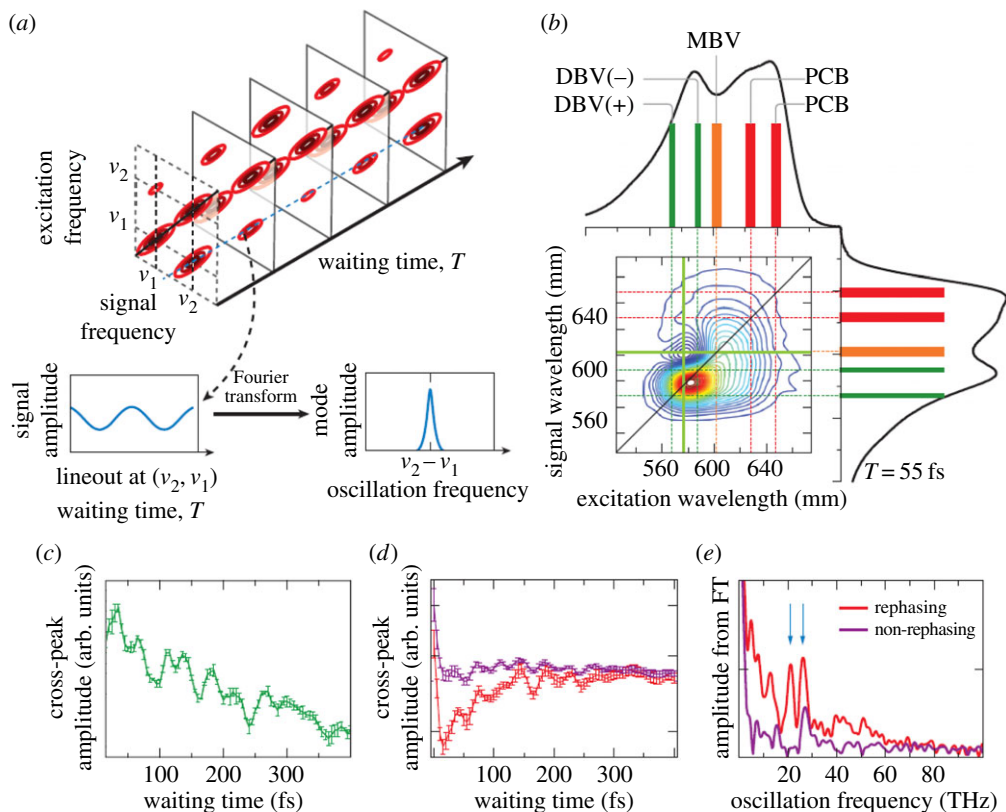 (a)
excitation
frequency
v2
v1
v1
v2
signal
frequency
waiting time, T
signal
amplitude
lineout at (v2, v1)
waiting time, T
Fourier
transform
mode
amplitude
v2 – v1
oscillation frequency
(b)
MBV
DBV(–)
PCB
DBV(+)
PCB
signal wavelength (mm)
640
600
560
560
600
640
excitation wavelength (mm)
T = 55 fs
(c)
cross-peak
amplitude (arb. units)
100
200
300
waiting time (fs)
(d)
cross-peak
amplitude (arb. units)
100
200
300
waiting time (fs)
(e)
amplitude from FT
rephasing
non-rephasing
20
40
60
80
100
oscillation frequency (THz)